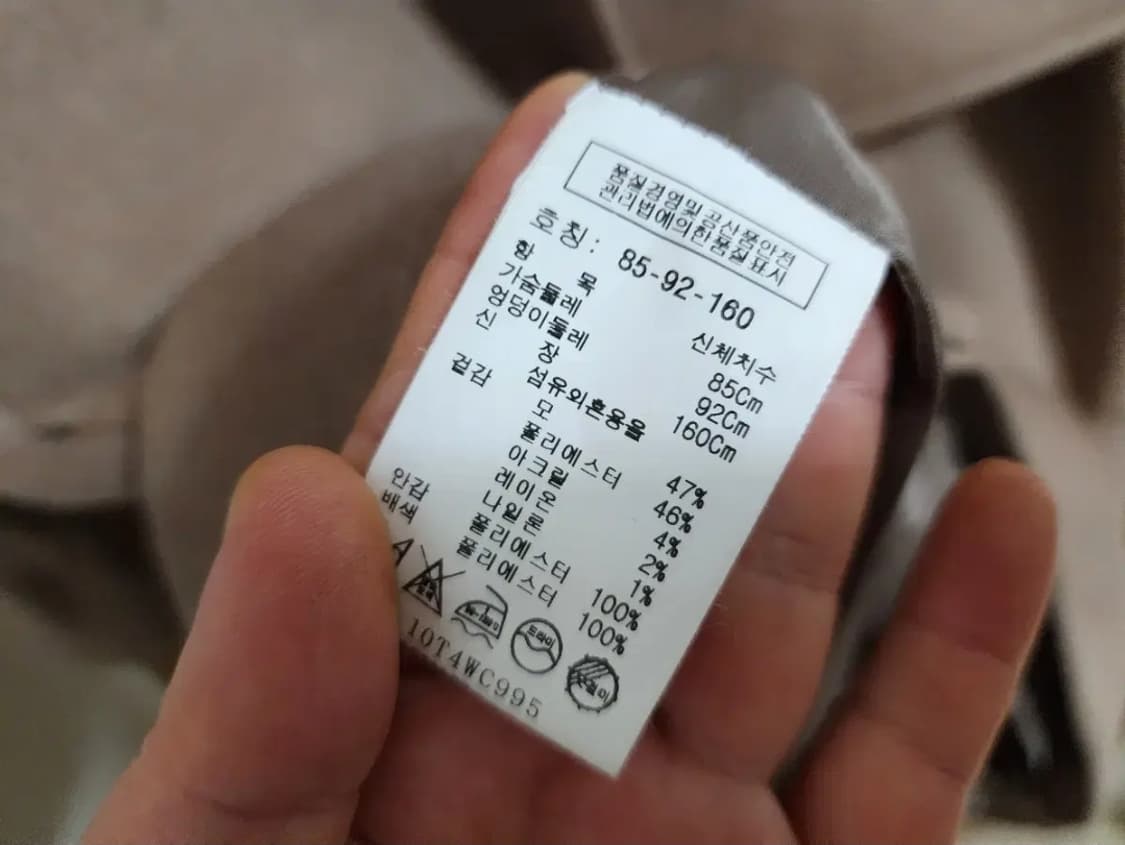 품질경영및공산품안전
관리법에의한품질표시
호칭: 85-92-160
항 목 신체치수
가슴둘레 85Cm
엉덩이둘레 92Cm
신 장 160Cm
섬유의혼용율
겉감 모 47%
폴리에스터 46%
아크릴 4%
레이온 2%
나일론 1%
안감 폴리에스터 100%
배색 폴리에스터 100%
드라이
10T4WC995